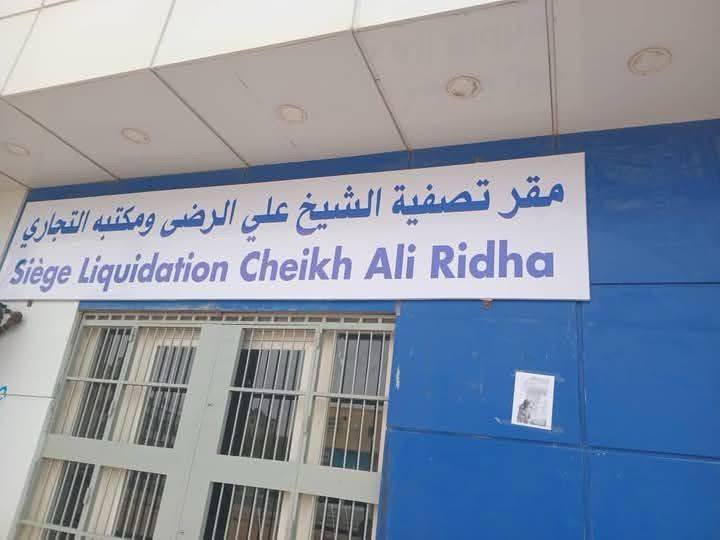 مقر تصفية الشيخ علي الرضى ومكتبه التجاري
Siège Liquidation Cheikh Ali Ridha